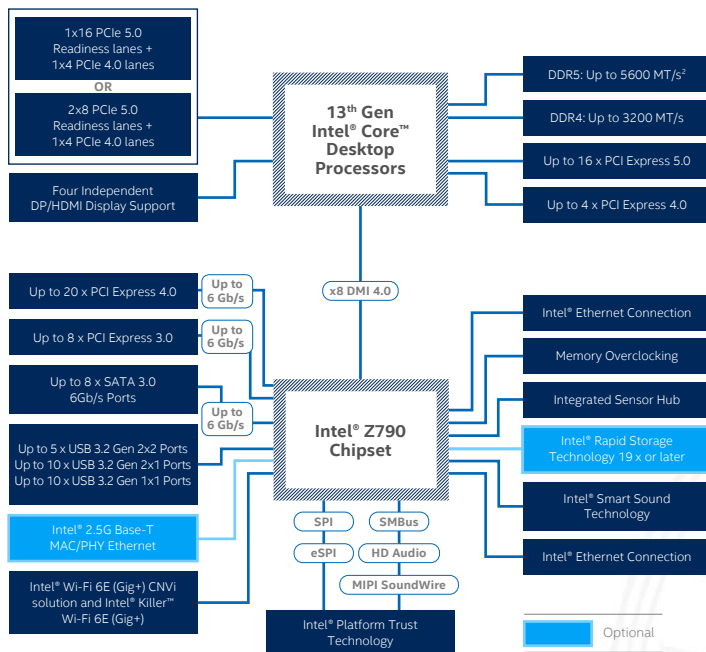 1x16 PCIe 5.0
Readiness lanes +
1x4 PCIe 4.0 lanes
OR
2x8 PCIe 5.0
Readiness lanes +
1x4 PCIe 4.0 lanes
Four Independent
DP/HDMI Display Support
13th Gen
Intel® Core™
Desktop
Processors
DDR5: Up to 5600 MT/s²
DDR4: Up to 3200 MT/s
Up to 16 x PCI Express 5.0
Up to 4 x PCI Express 4.0
x8 DMI 4.0
Up to 20 x PCI Express 4.0
Up to
6 Gb/s
Up to 8 x PCI Express 3.0
Up to
6 Gb/s
Up to 8 x SATA 3.0
6Gb/s Ports
Up to
6 Gb/s
Up to 5 x USB 3.2 Gen 2x2 Ports
Up to 10 x USB 3.2 Gen 2x1 Ports
Up to 10 x USB 3.2 Gen 1x1 Ports
Intel® 2.5G Base-T
MAC/PHY Ethernet
Intel® Wi-Fi 6E (Gig+) CNVi
solution and Intel® Killer™
Wi-Fi 6E (Gig+)
Intel® Z790
Chipset
Intel® Ethernet Connection
Memory Overclocking
Integrated Sensor Hub
Intel® Rapid Storage
Technology 19 x or later
Intel® Smart Sound
Technology
Intel® Ethernet Connection
SPI
eSPI
SMBus
HD Audio
MIPI SoundWire
Intel® Platform Trust
Technology
Optional